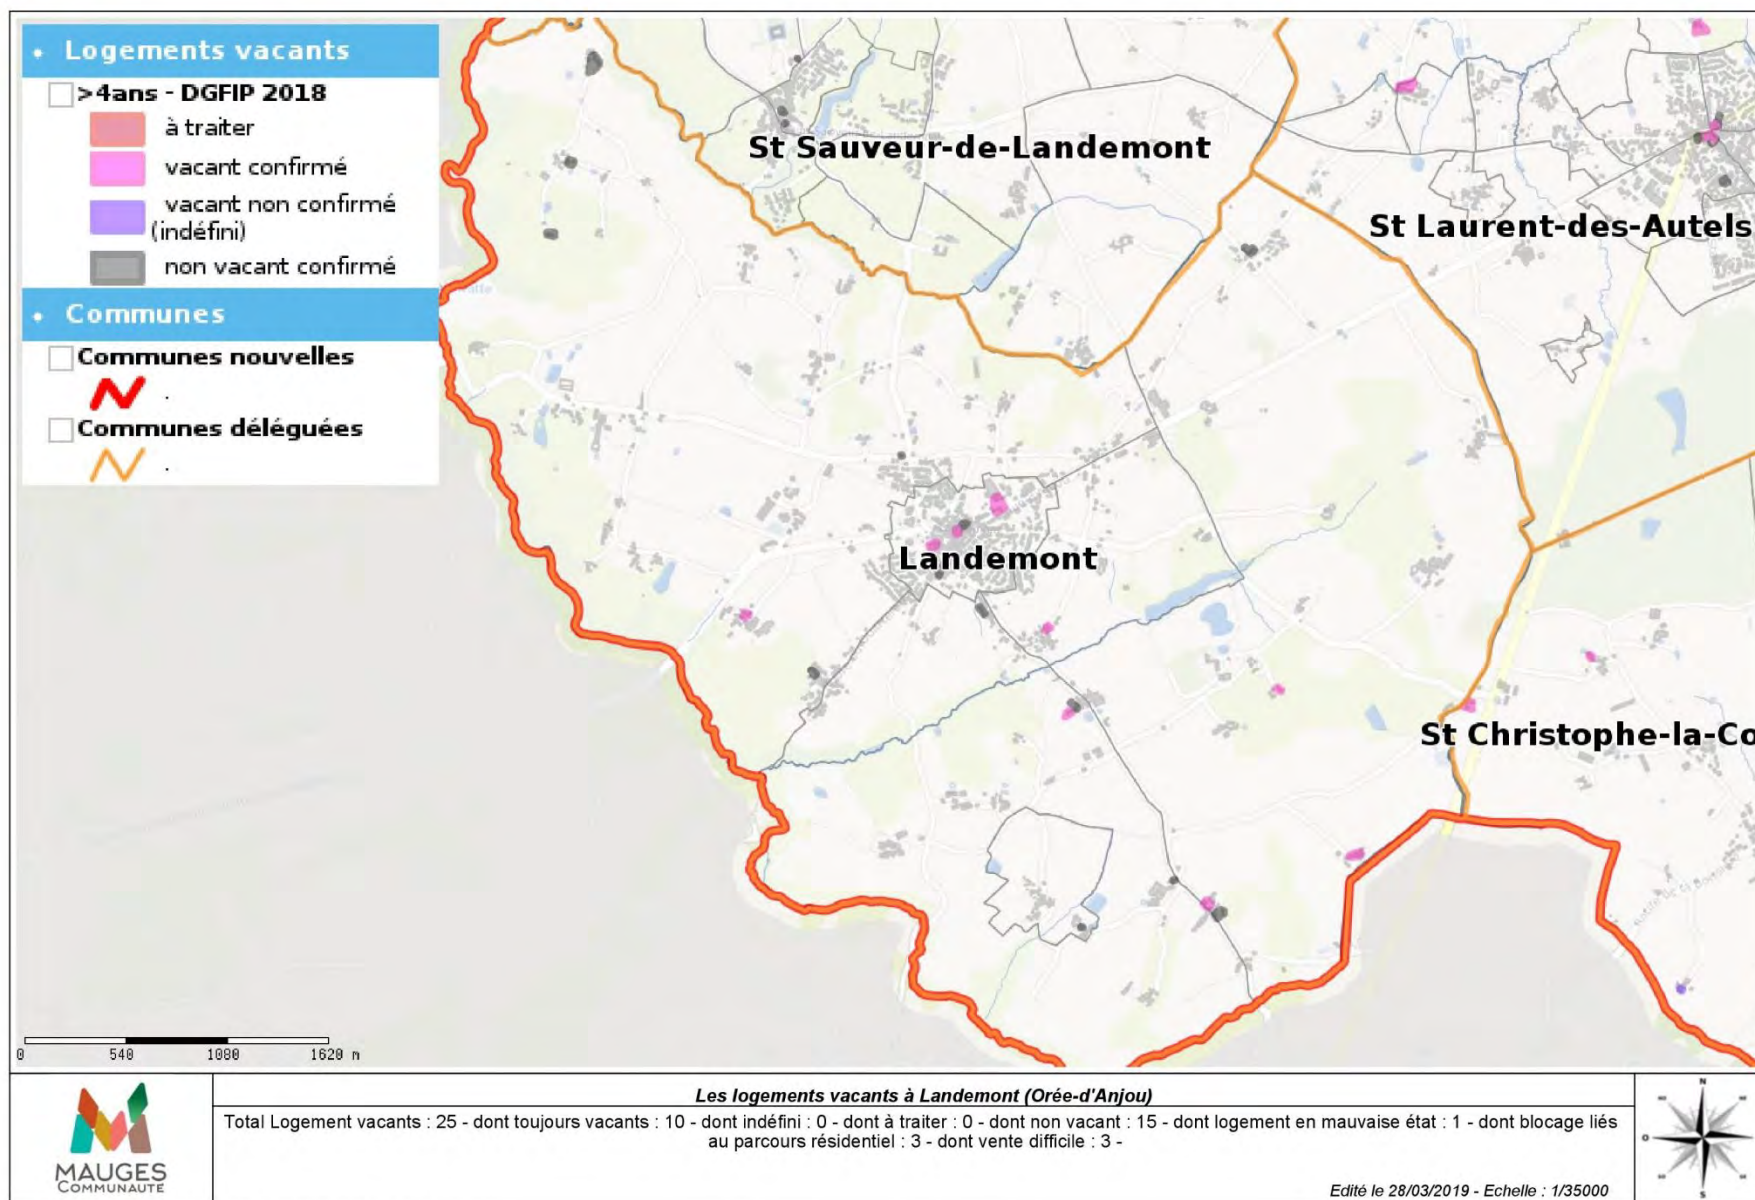 Logements vacants
>4ans - DGFIP 2018
à traiter
vacant confirmé
vacant non confirmé
(indéfini)
non vacant confirmé
Communes
Communes nouvelles
.
Communes déléguées
.
St Sauveur-de-Landemont
St Laurent-des-Autels
Landemont
St Christophe-la-Co
0 540 1080 1620 m
MAUGES
COMMUNAUTÉ
Les logements vacants à Landemont (Orée-d'Anjou)
Total Logement vacants : 25 - dont toujours vacants : 10 - dont indéfini : 0 - dont à traiter : 0 - dont non vacant : 15 - dont logement en mauvaise état : 1 - dont blocage liés
au parcours résidentiel : 3 - dont vente difficile : 3 -
Edité le 28/03/2019 - Echelle : 1/35000
N
O
S